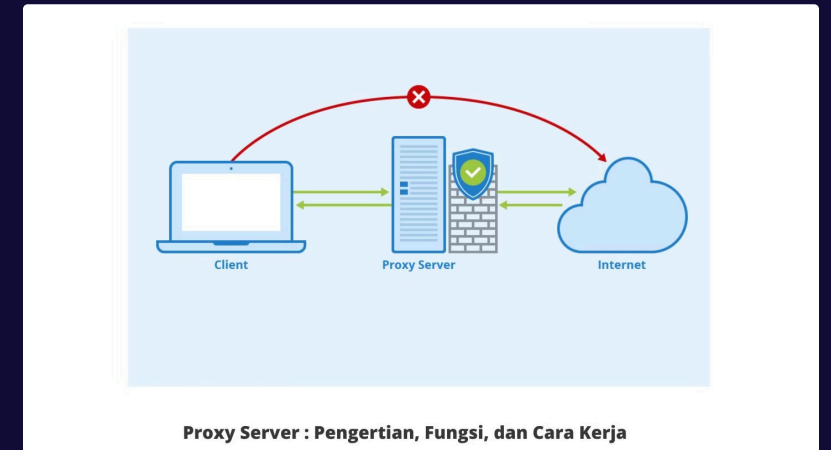 Client
Proxy Server
Internet
Proxy Server : Pengertian, Fungsi, dan Cara Kerja